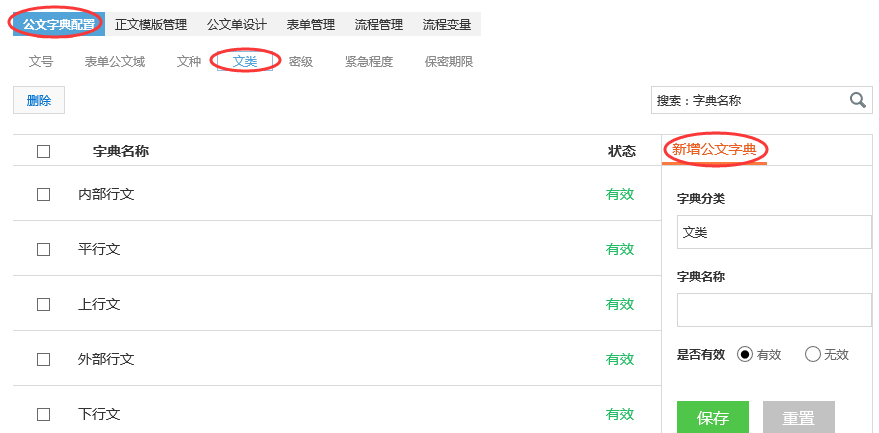 公文字典配置 正文模版管理 公文单设计 表单管理 流程管理 流程变量
文号 表单公文域 文种 文类 密级 紧急程度 保密期限
删除 搜索：字典名称
字典名称 状态 新增公文字典
内部行文 有效
平行文 有效
上行文 有效
外部行文 有效
下行文 有效
字典分类
文类
字典名称
是否有效 有效 无效
保存 重置